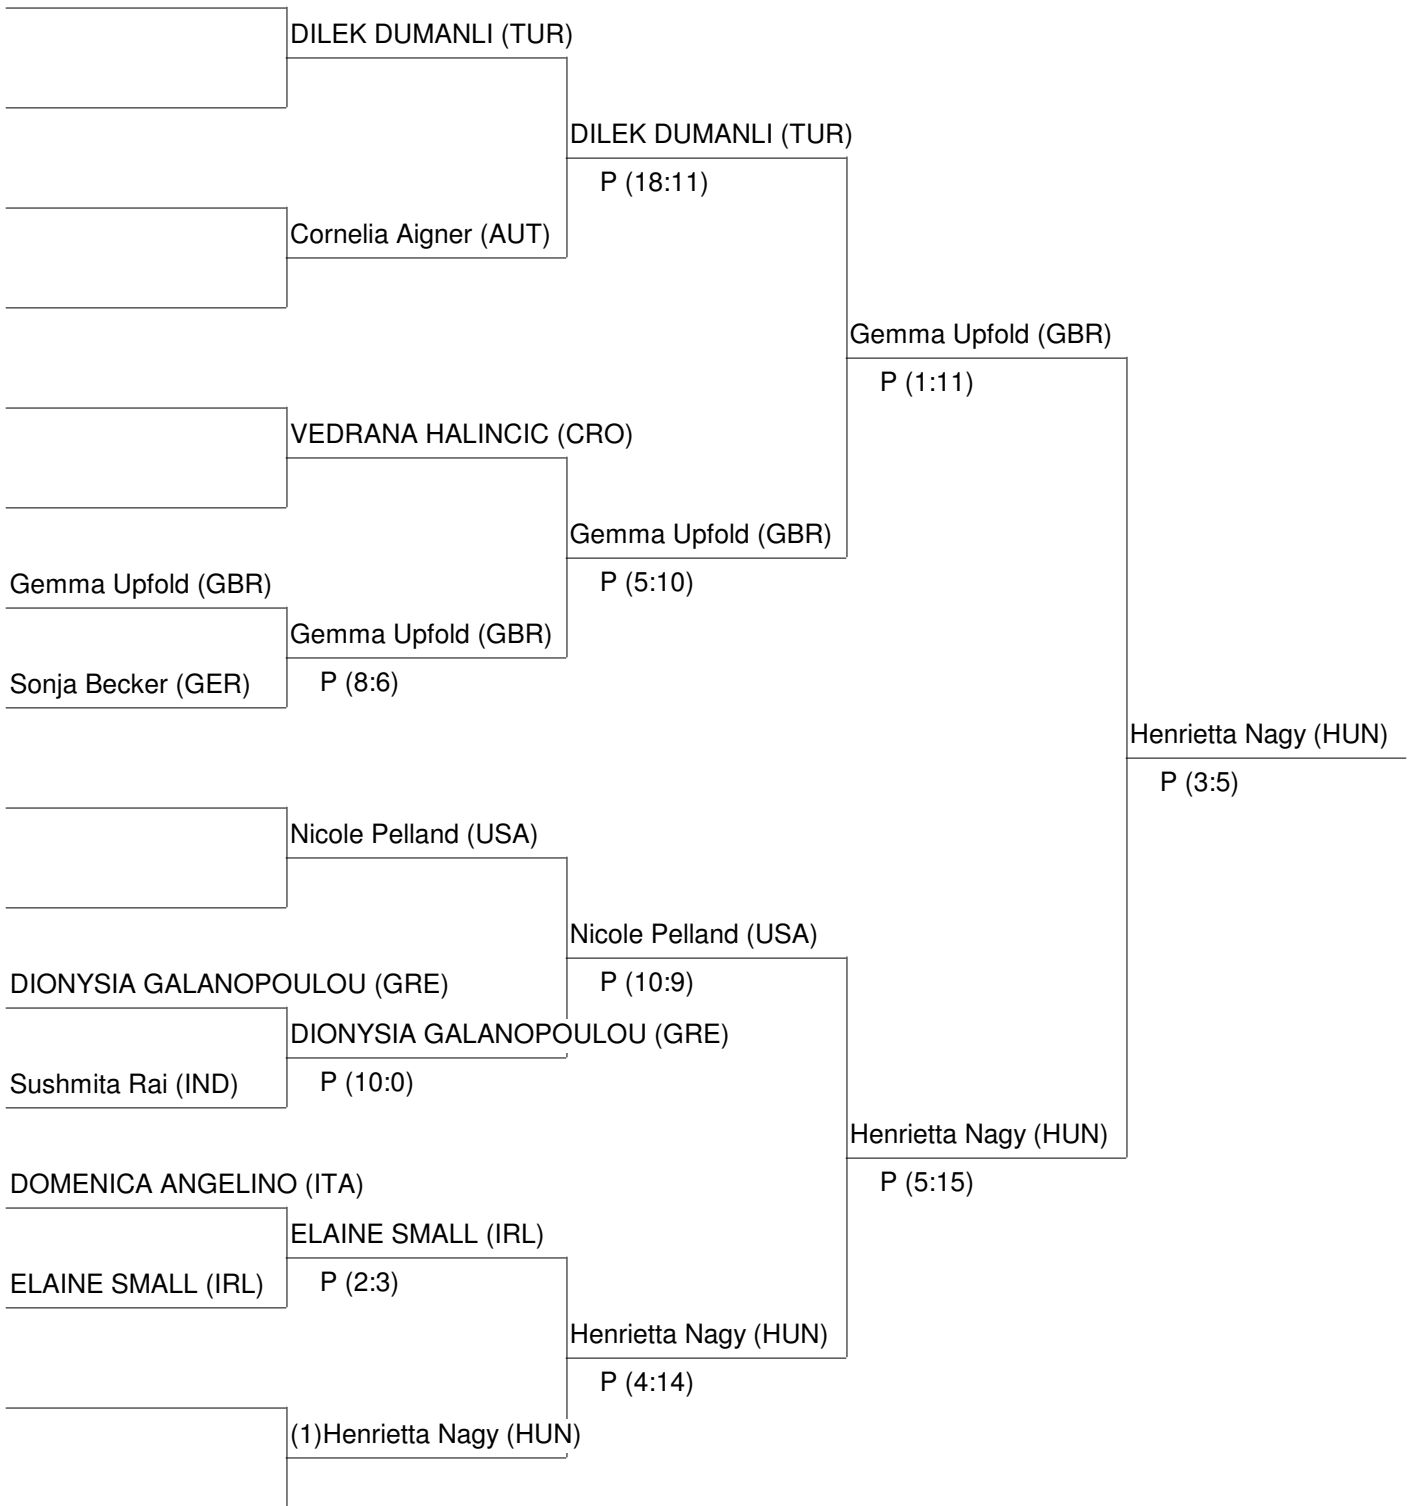 DILEK DUMANLI (TUR)
DILEK DUMANLI (TUR)
P (18:11)
Cornelia Aigner (AUT)
Gemma Upfold (GBR)
P (1:11)
VEDRANA HALINCIC (CRO)
Gemma Upfold (GBR)
P (5:10)
Gemma Upfold (GBR)
Gemma Upfold (GBR)
P (8:6)
Sonja Becker (GER)
Henrietta Nagy (HUN)
P (3:5)
Nicole Pelland (USA)
Nicole Pelland (USA)
P (10:9)
DIONYSIA GALANOPOULOU (GRE)
DIONYSIA GALANOPOULOU (GRE)
P (10:0)
Sushmita Rai (IND)
Henrietta Nagy (HUN)
P (5:15)
DOMENICA ANGELINO (ITA)
ELAINE SMALL (IRL)
P (2:3)
ELAINE SMALL (IRL)
Henrietta Nagy (HUN)
P (4:14)
(1)Henrietta Nagy (HUN)